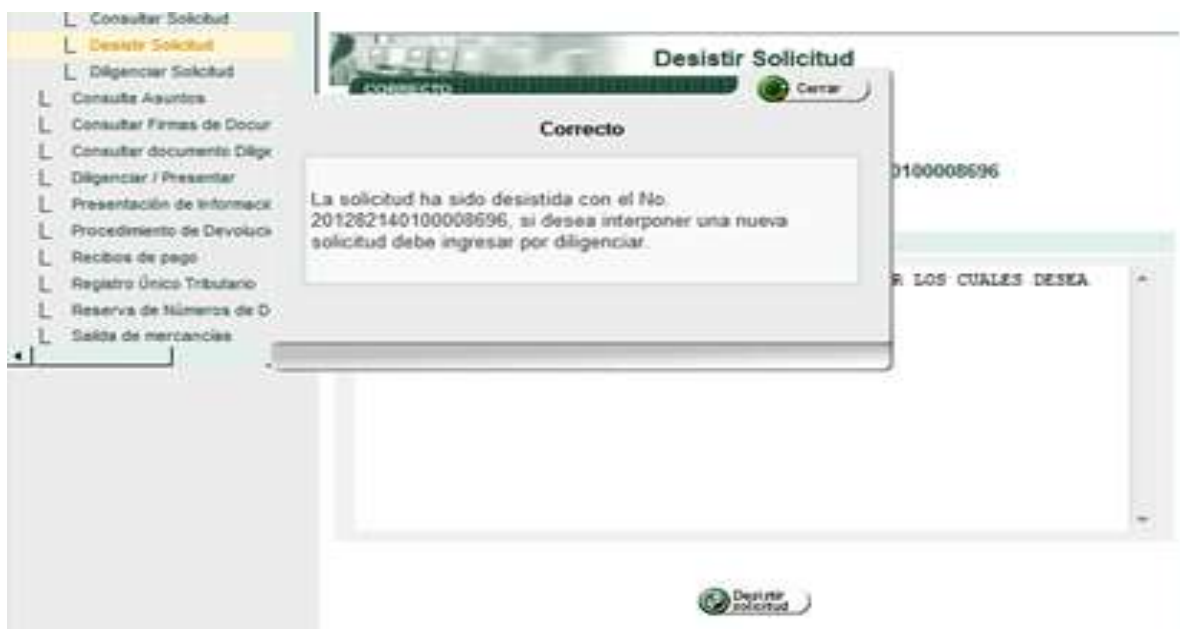 Consultar Solicitud
Desistir Solicitud
Diligenciar Solicitud
Consulta Asuntos
Consultar Firmas de Docur
Consultar documento Dilige
Diligenciar / Presentar
Presentación de Informaci
Procedimiento de Devoluci
Recibos de pago
Registro Único Tributario
Reserva de Números de D
Salida de mercancías
Desistir Solicitud
CORRECTO
Cerrar
Correcto
La solicitud ha sido desistida con el No.
201282140100008696, si desea interponer una nueva
solicitud debe ingresar por diligenciar.
0100008696
R LOS CUALES DESEA
Desistir
solicitud